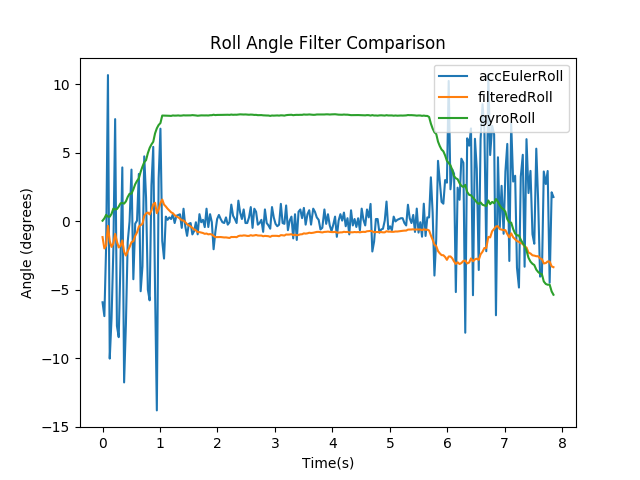 Roll Angle Filter Comparison
accEulerRoll
filteredRoll
gyroRoll
Angle (degrees)
10
5
0
−5
−10
−15
0 1 2 3 4 5 6 7 8
Time(s)